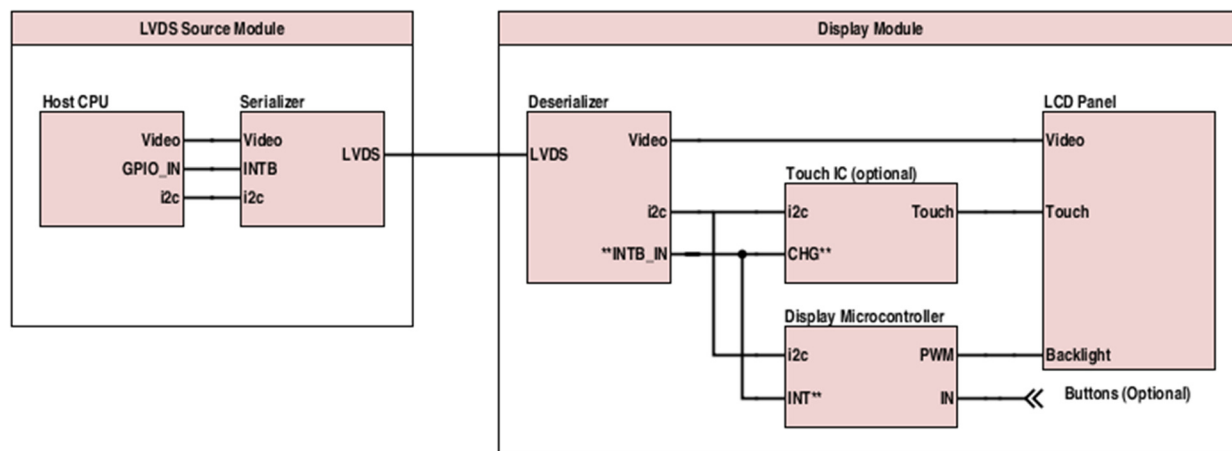 LVDS Source Module
Display Module
Host CPU
Serializer
Deserializer
LCD Panel
Video
Video
Video
Video
LVDS
LVDS
GPIO_IN
INTB
Touch IC (optional)
i2c
i2c
i2c
i2c
Touch
Touch
**INTB_IN
CHG**
Display Microcontroller
i2c
PWM
Backlight
INT**
IN
Buttons (Optional)